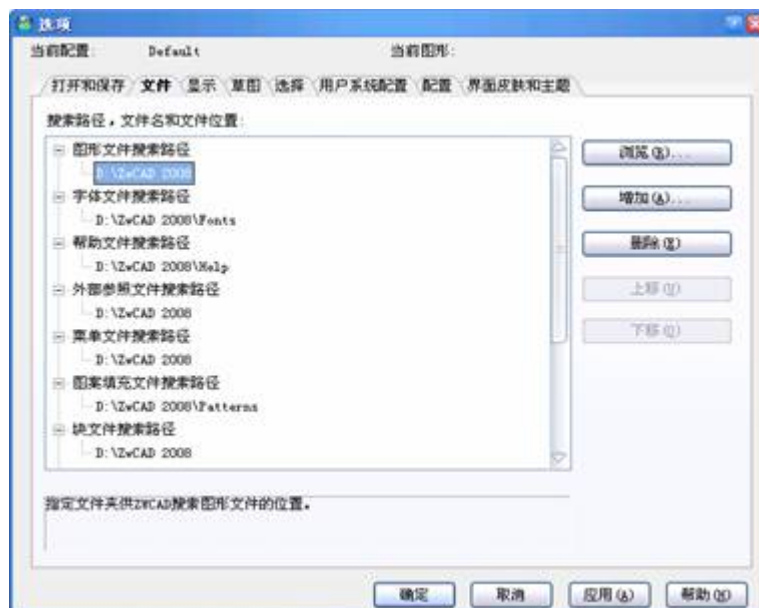 选项
当前配置: Default 当前图形:
打开和保存 文件 显示 草图 选择 用户系统配置 配置 界面皮肤和主题
搜索路径，文件名和文件位置:
图形文件搜索路径
D:\ZwCAD 2008
字体文件搜索路径
D:\ZwCAD 2008\Fonts
帮助文件搜索路径
D:\ZwCAD 2008\Help
外部参照文件搜索路径
D:\ZwCAD 2008
菜单文件搜索路径
D:\ZwCAD 2008
图案填充文件搜索路径
D:\ZwCAD 2008\Patterns
块文件搜索路径
D:\ZwCAD 2008
浏览(B)...
增加(A)...
删除(R)
上移(U)
下移(D)
指定文件夹供ZWCAD搜索图形文件的位置。
确定 取消 应用(A) 帮助(H)